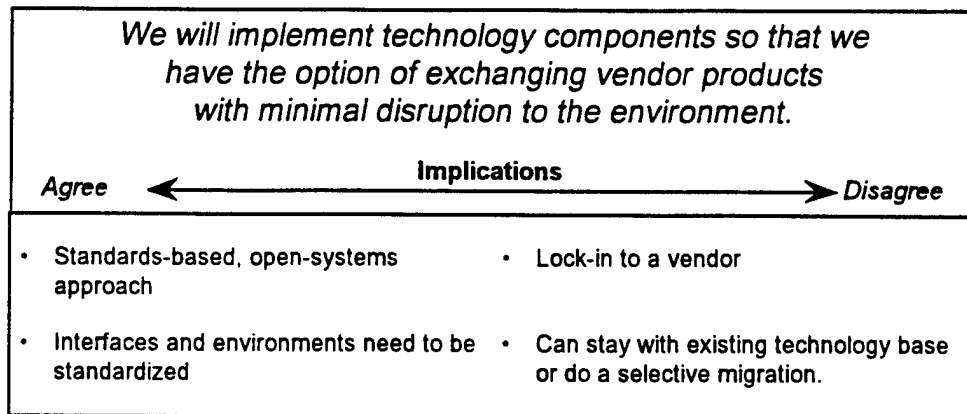 We will implement technology components so that we
have the option of exchanging vendor products
with minimal disruption to the environment.
Implications
Agree
Disagree
• Standards-based, open-systems
approach
• Interfaces and environments need to be
standardized
• Lock-in to a vendor
• Can stay with existing technology base
or do a selective migration.